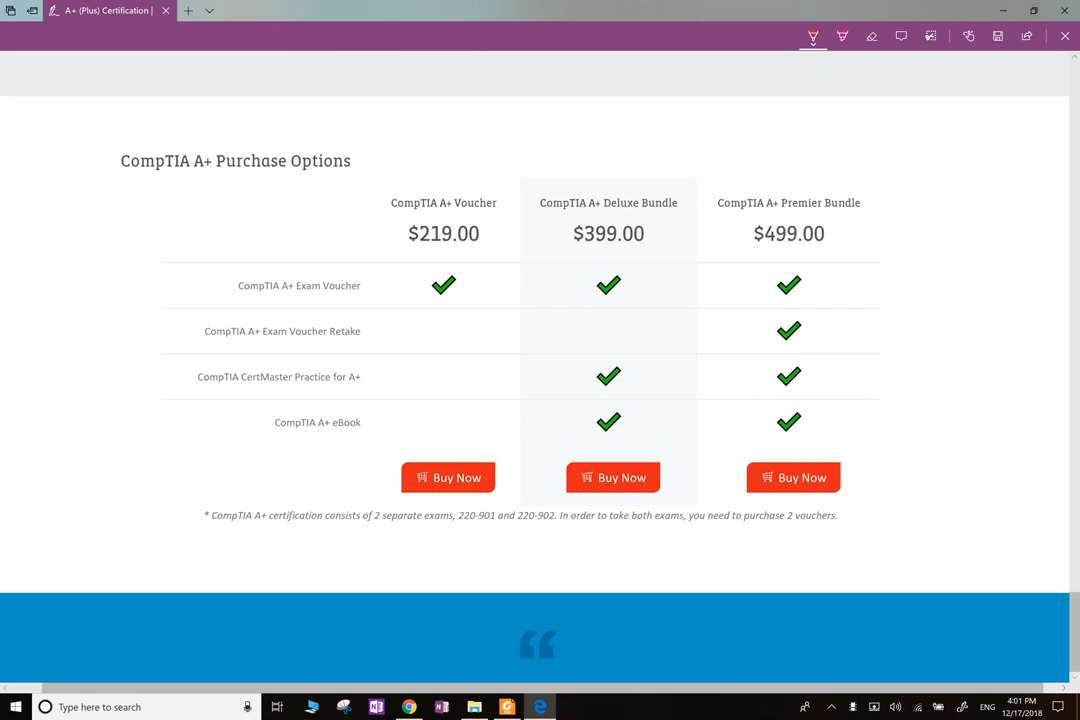 A+ (Plus) Certification |
CompTIA A+ Purchase Options
CompTIA A+ Voucher CompTIA A+ Deluxe Bundle CompTIA A+ Premier Bundle
$219.00 $399.00 $499.00
CompTIA A+ Exam Voucher
CompTIA A+ Exam Voucher Retake
CompTIA CertMaster Practice for A+
CompTIA A+ eBook
Buy Now Buy Now Buy Now
* CompTIA A+ certification consists of 2 separate exams, 220-901 and 220-902. In order to take both exams, you need to purchase 2 vouchers.
“
Type here to search ENG 4:01 PM
12/17/2018